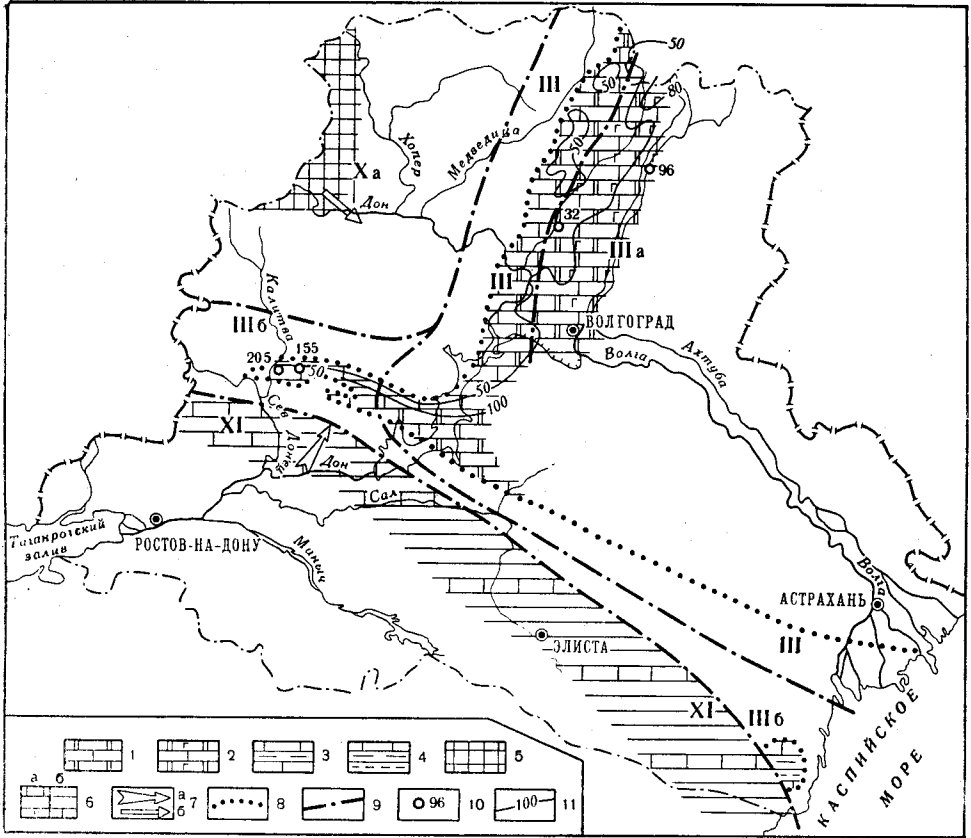 50
III
50
80
Медведица
Хопер
50
96
Ха
Дон
32
III а
III
Калитва
ВОЛГОГРАД
III б
Волга
Ахтуба
205
155
50
50
100
Сев Донец
XI
Дон
Сал
Таганрогский
залив
РОСТОВ-НА-ДОНУ
Маныч
Волга
АСТРАХАНЬ
ЭЛИСТА
III
XI
III б
КАСПИЙСКОЕ
МОРЕ
1
2
3
4
5
а б
6
а
б
7
8
9
96
10
100
11